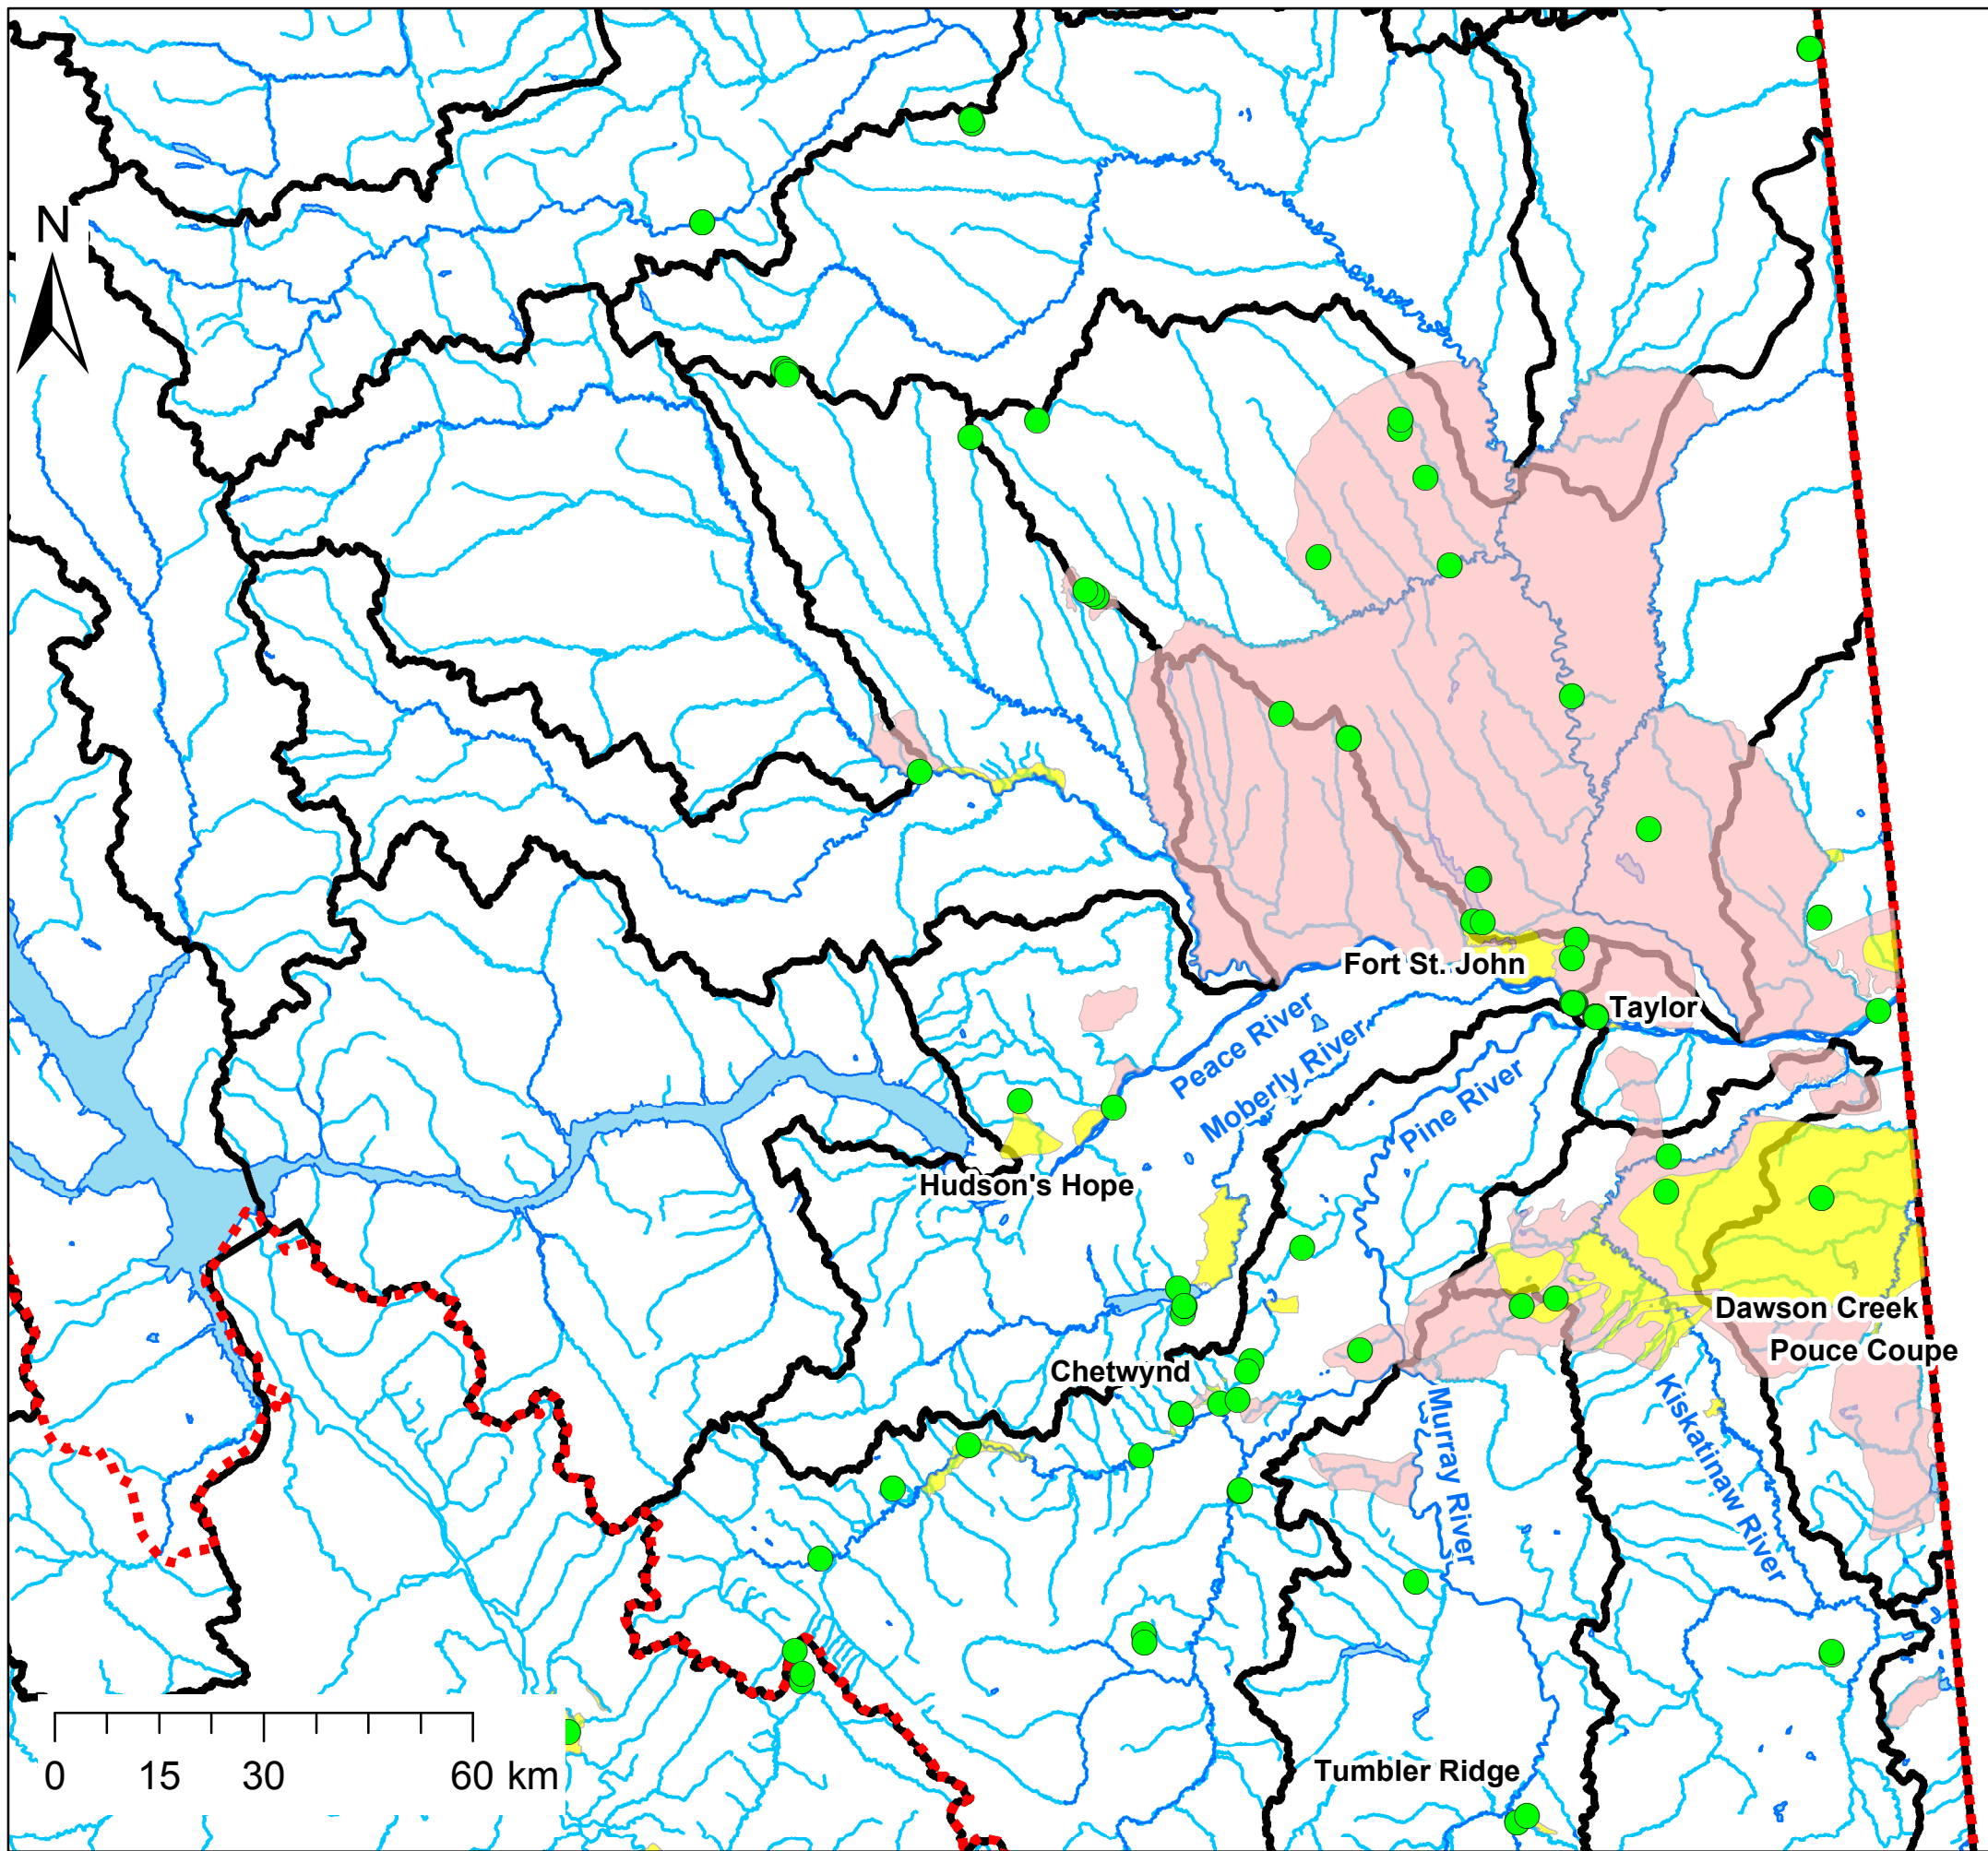 N
Fort St. John
Taylor
Peace River
Moberly River
Pine River
Hudson's Hope
Dawson Creek
Pouce Coupe
Chetwynd
Murray River
Kiskatinaw River
Tumbler Ridge
0 15 30 60 km